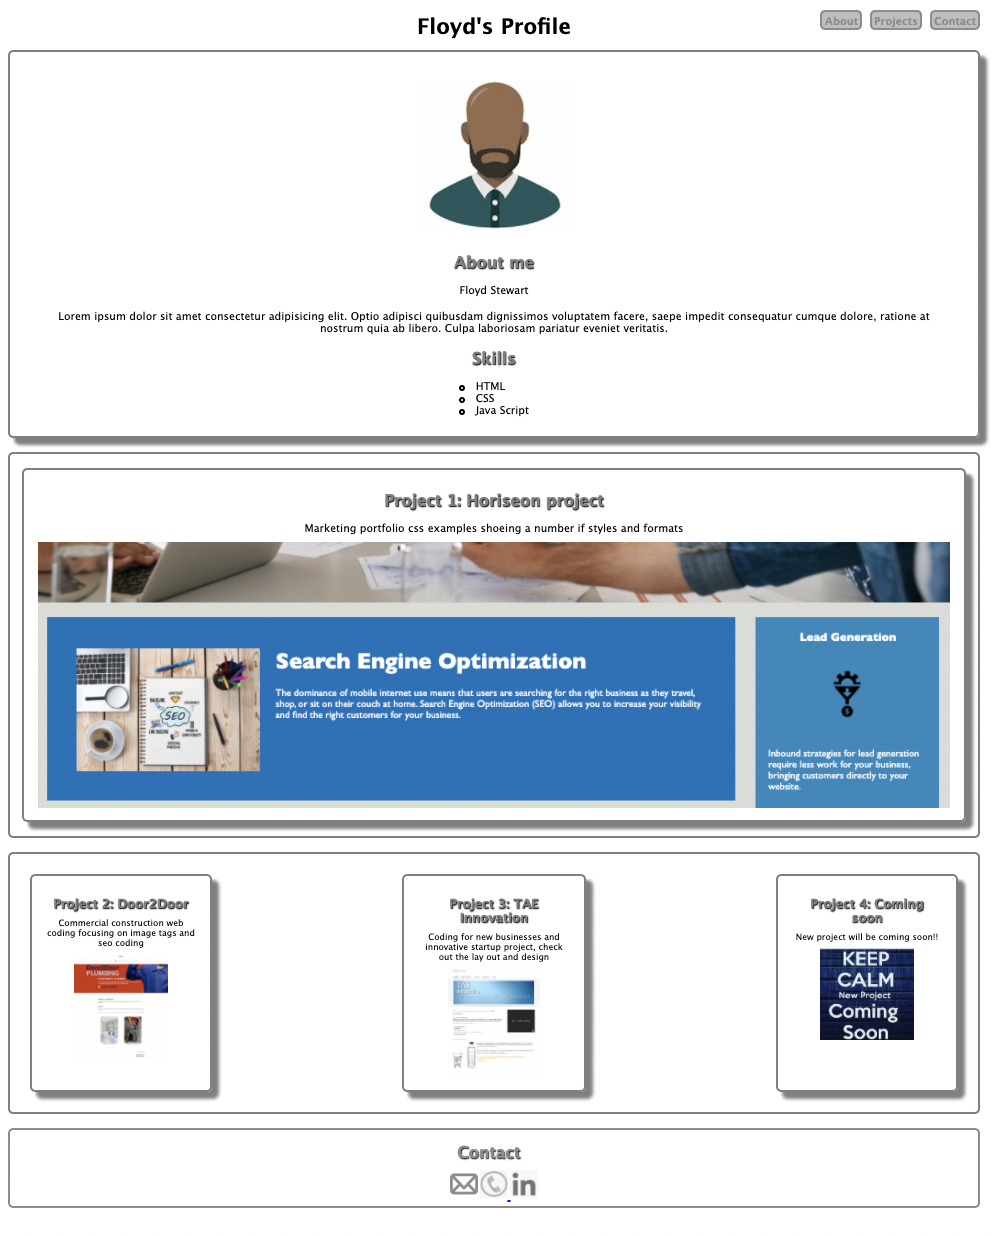 Floyd's Profile
About
Projects
Contact
About me
Floyd Stewart
Lorem ipsum dolor sit amet consectetur adipisicing elit. Optio adipisci quibusdam dignissimos voluptatem facere, saepe impedit consequatur cumque dolore, ratione at
nostrum quia ab libero. Culpa laboriosam pariatur eveniet veritatis.
Skills
HTML
CSS
Java Script
Project 1: Horiseon project
Marketing portfolio css examples shoeing a number if styles and formats
SEO
Search Engine Optimization
The dominance of mobile internet use means that users are searching for the right business as they travel,
shop, or sit on their couch at home. Search Engine Optimization (SEO) allows you to increase your visibility
and find the right customers for your business.
Lead Generation
Inbound strategies for lead generation
require less work for your business,
bringing customers directly to your
website.
Project 2: Door2Door
Commercial construction web
coding focusing on image tags and
seo coding
Door2Door
PLUMBING
Project 3: TAE
Innovation
Coding for new businesses and
innovative startup project, check
out the lay out and design
TAE
Project 4: Coming
soon
New project will be coming soon!!
KEEP
CALM
New Project
Coming
Soon
Contact
in